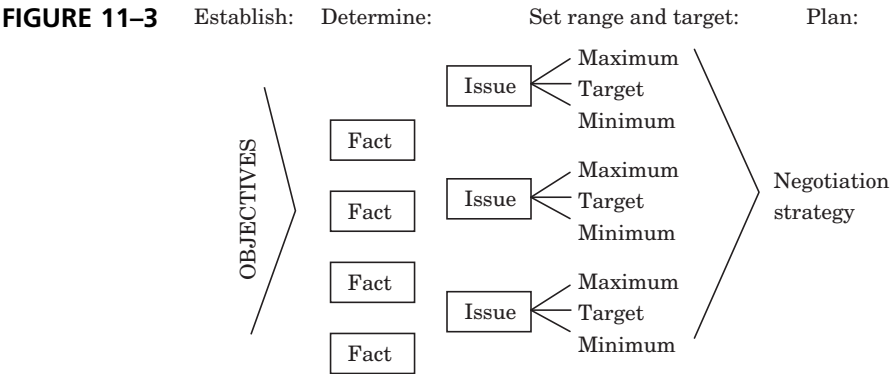 FIGURE 11–3
Establish: Determine: Set range and target: Plan:
OBJECTIVES
Fact
Fact
Fact
Fact
Issue
Maximum
Target
Minimum
Issue
Maximum
Target
Minimum
Issue
Maximum
Target
Minimum
Negotiation
strategy